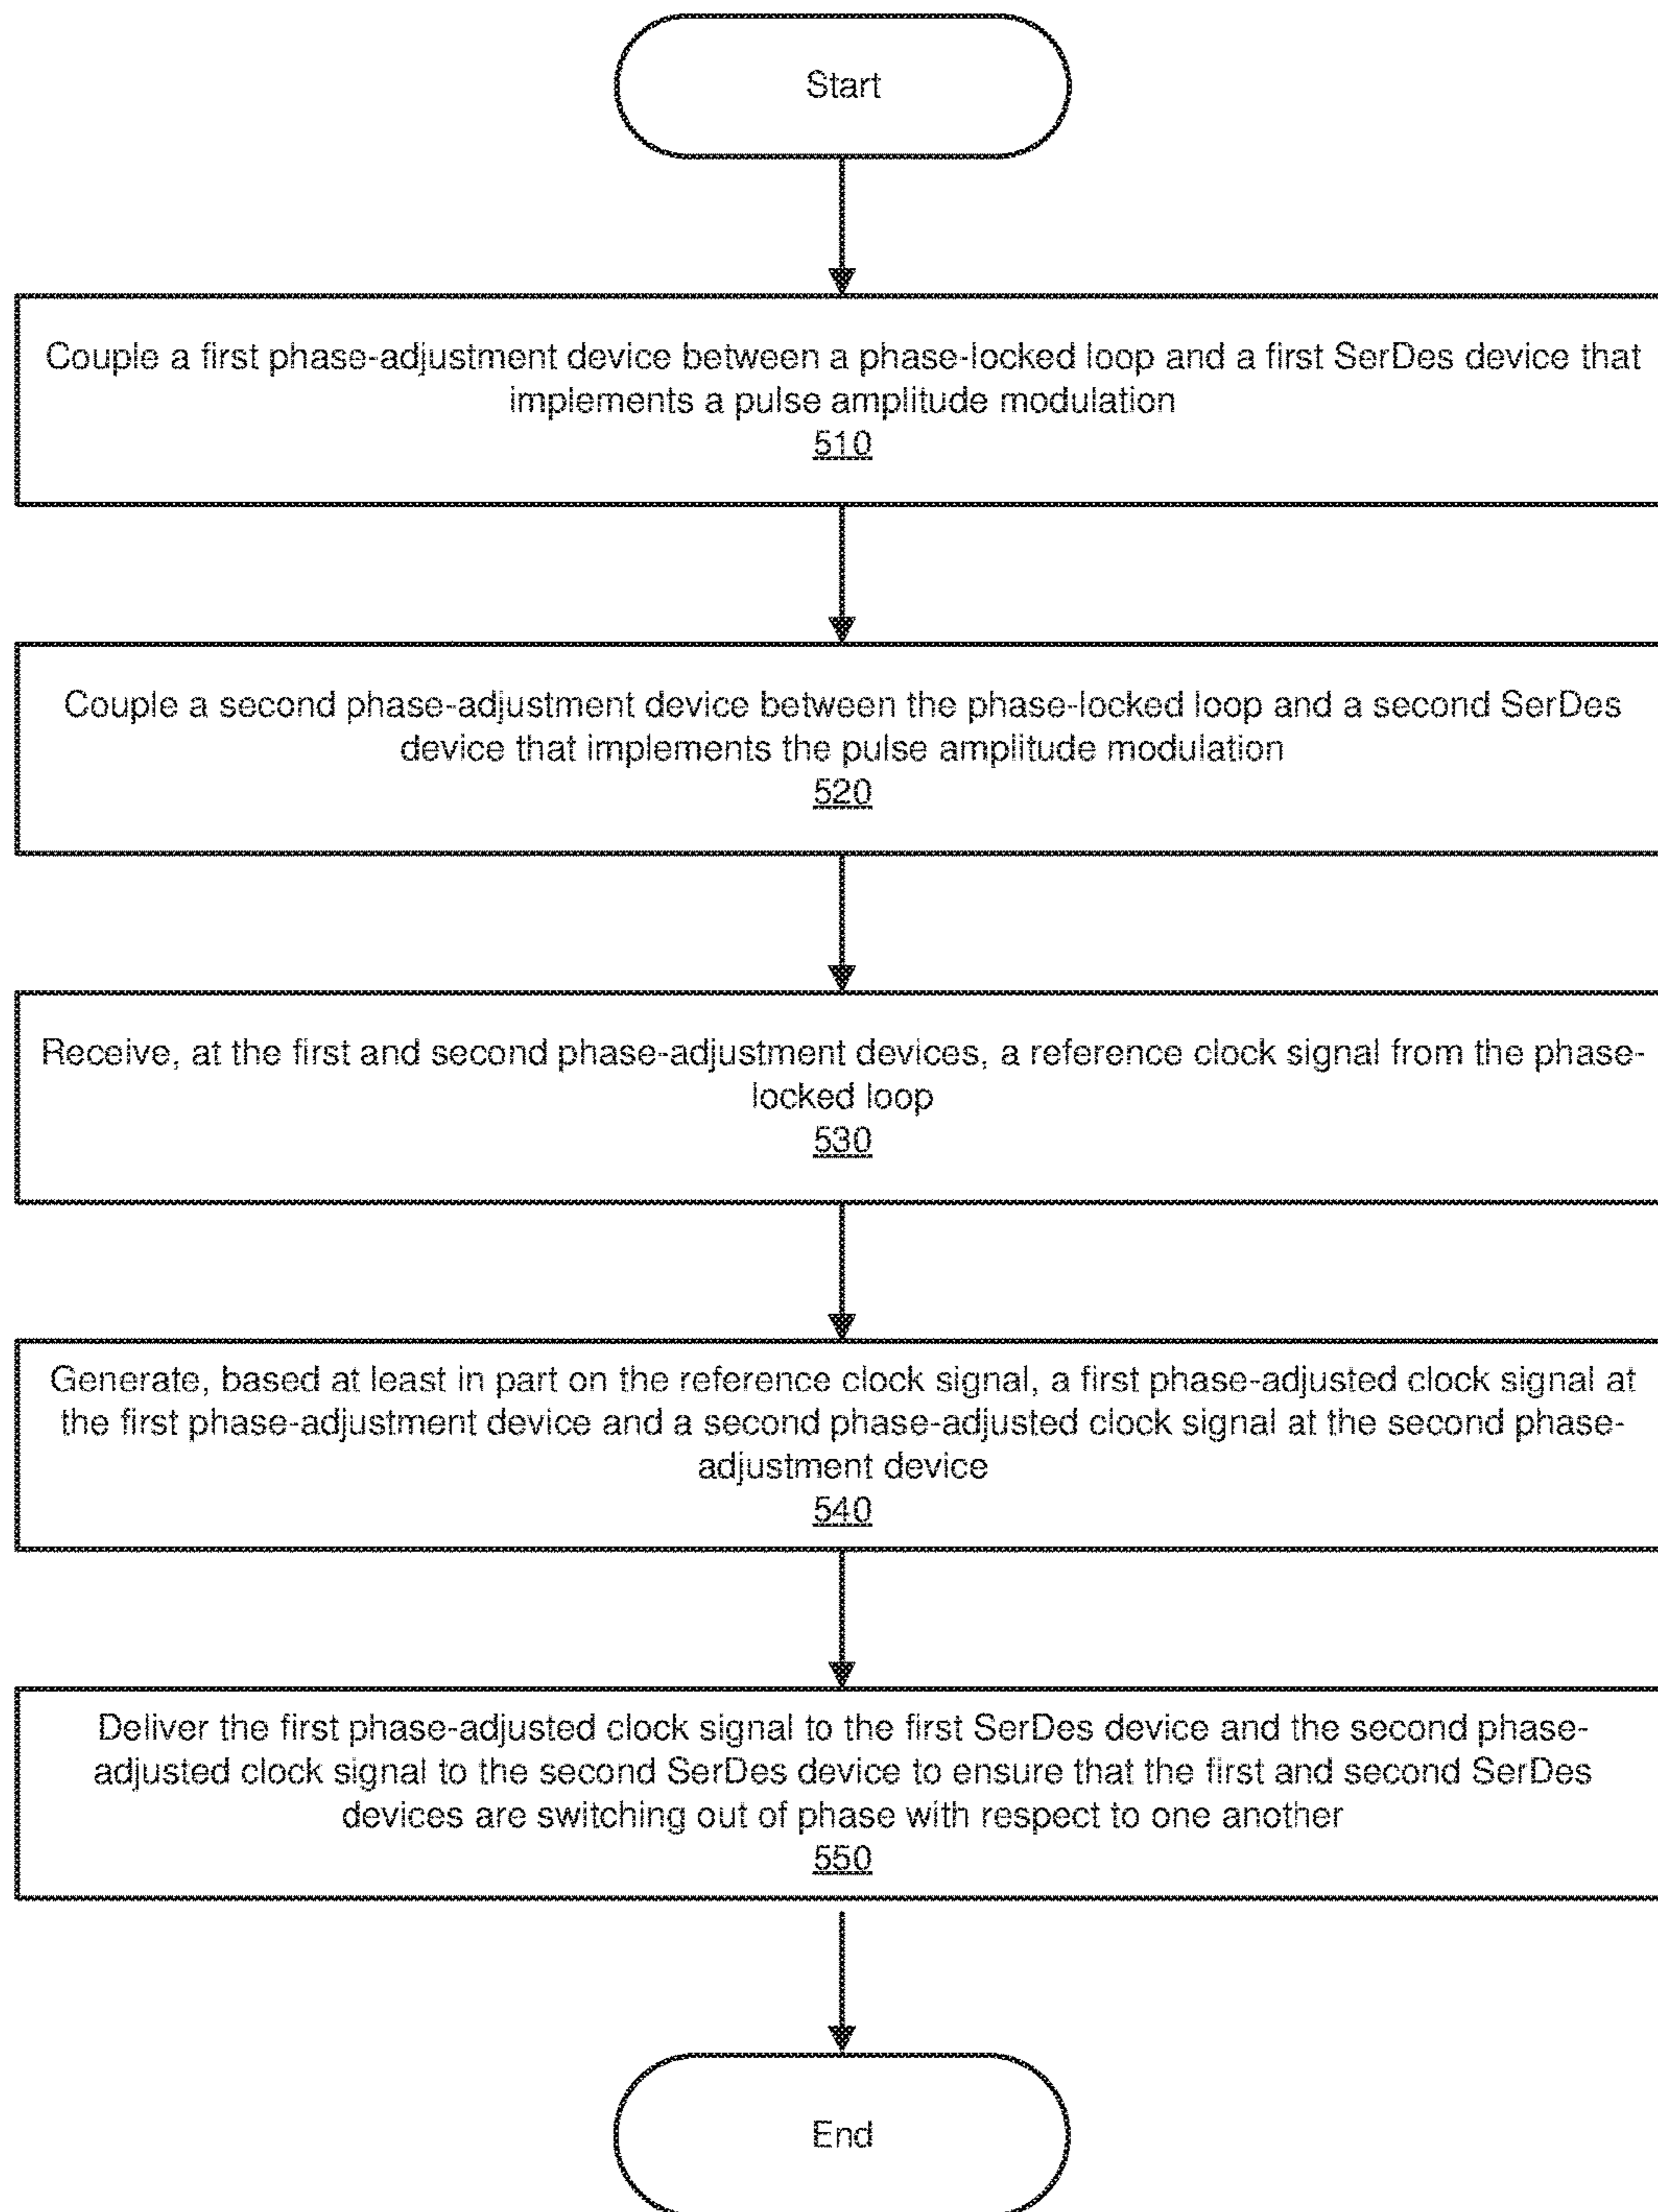 Start
Couple a first phase-adjustment device between a phase-locked loop and a first SerDes device that
implements a pulse amplitude modulation
510
Couple a second phase-adjustment device between the phase-locked loop and a second SerDes
device that implements the pulse amplitude modulation
520
Receive, at the first and second phase-adjustment devices, a reference clock signal from the phase-
locked loop
530
Generate, based at least in part on the reference clock signal, a first phase-adjusted clock signal at
the first phase-adjustment device and a second phase-adjusted clock signal at the second phase-
adjustment device
540
Deliver the first phase-adjusted clock signal to the first SerDes device and the second phase-
adjusted clock signal to the second SerDes device to ensure that the first and second SerDes
devices are switching out of phase with respect to one another
550
End